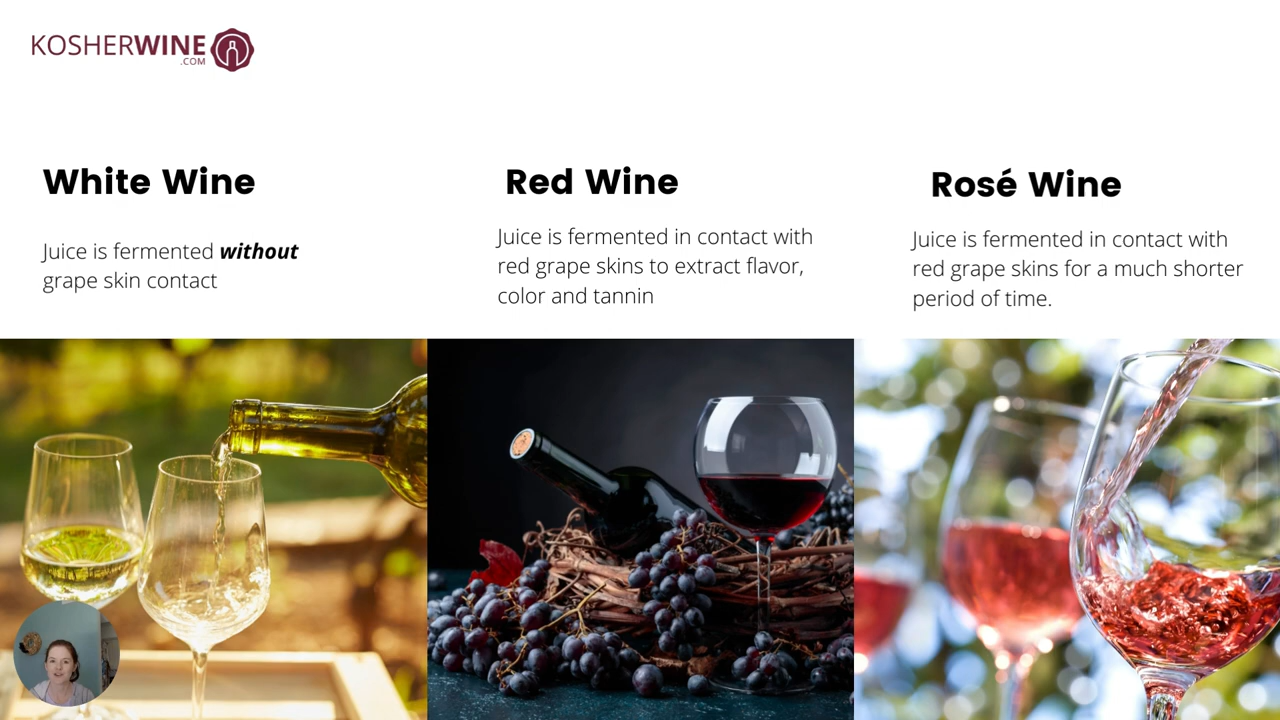 KOSHERWINE
.COM
White Wine
Juice is fermented without
grape skin contact
Red Wine
Juice is fermented in contact with
red grape skins to extract flavor,
color and tannin
Rosé Wine
Juice is fermented in contact with
red grape skins for a much shorter
period of time.